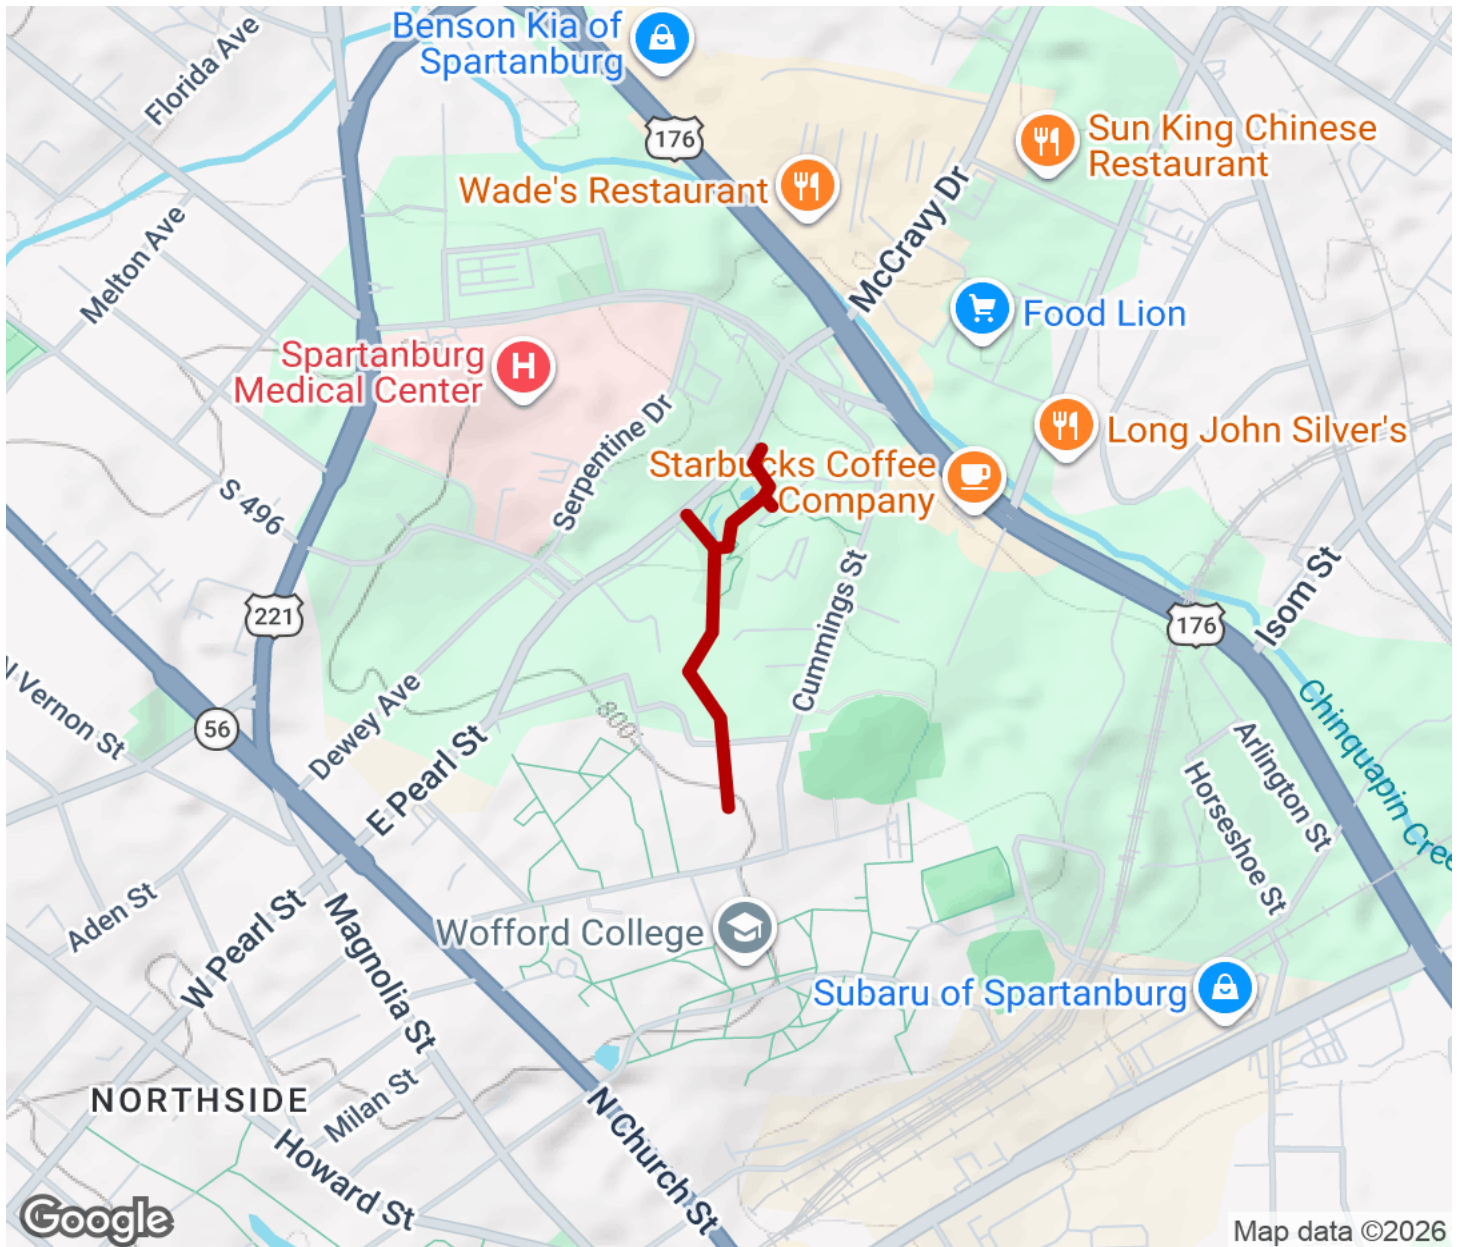 Florida Ave
Benson Kia of
Spartanburg
176
Sun King Chinese
Restaurant
Wade's Restaurant
McCravy Dr
Melton Ave
Food Lion
Spartanburg
Medical Center
H
Long John Silver's
Serpentine Dr
Starbucks Coffee
Company
S 496
Cummings St
Isom St
221
176
N Vernon St
56
Dewey Ave
800
E Pearl St
Chinquapin Cree
Arlington St
Horseshoe St
Aden St
W Pearl St
Magnolia St
Wofford College
Subaru of Spartanburg
NORTHSIDE
Milan St
N Church St
Howard St
Google
Map data ©2026